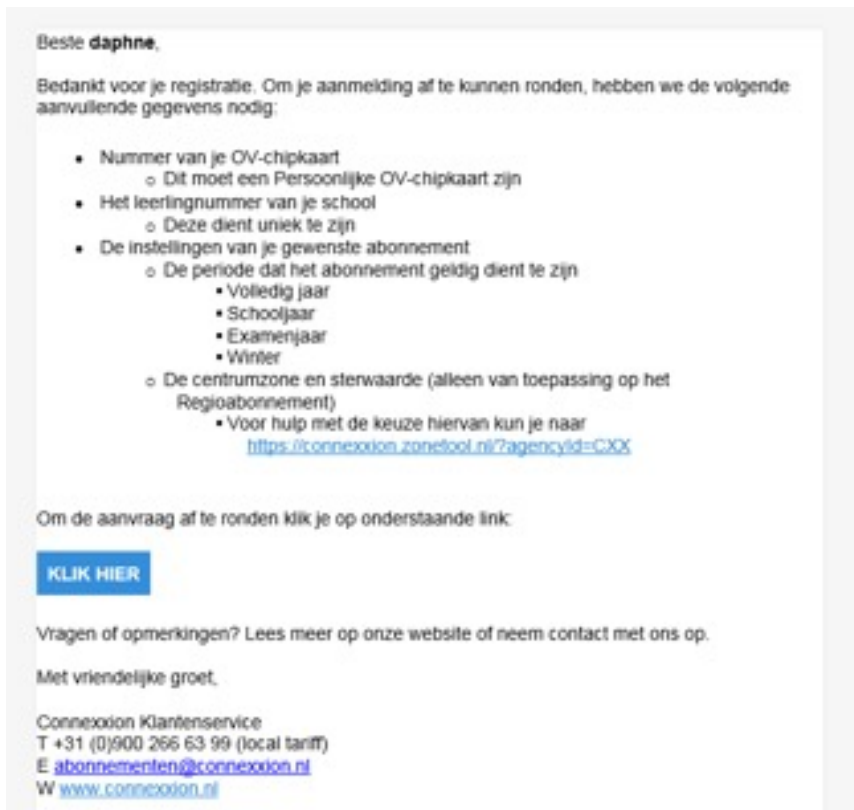 Beste daphne,
Bedankt voor je registratie. Om je aanmelding af te kunnen ronden, hebben we de volgende
aanvullende gegevens nodig:
• Nummer van je OV-chipkaart
o Dit moet een Persoonlijke OV-chipkaart zijn
• Het leerlingnummer van je school
o Deze dient uniek te zijn
• De instellingen van je gewenste abonnement
o De periode dat het abonnement geldig dient te zijn
▪ Volledig jaar
▪ Schooljaar
▪ Examenjaar
▪ Winter
o De centrumzone en sterwaarde (alleen van toepassing op het
Regioabonnement)
▪ Voor hulp met de keuze hiervan kun je naar
https://connexxion.zonetool.nl/?agencyId=CXX
Om de aanvraag af te ronden klik je op onderstaande link:
KLIK HIER
Vragen of opmerkingen? Lees meer op onze website of neem contact met ons op.
Met vriendelijke groet,
Connexxion Klantenservice
T +31 (0)900 266 63 99 (local tariff)
E abonnementen@connexxion.nl
W www.connexxion.nl